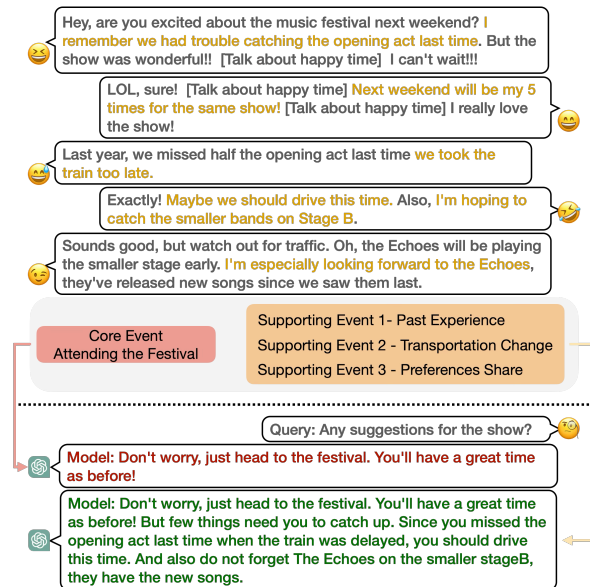 Hey, are you excited about the music festival next weekend? I
remember we had trouble catching the opening act last time. But the
show was wonderful!! [Talk about happy time] I can't wait!!!
LOL, sure! [Talk about happy time] Next weekend will be my 5
times for the same show! [Talk about happy time] I really love
the show!
Last year, we missed half the opening act last time we took the
train too late.
Exactly! Maybe we should drive this time. Also, I'm hoping to
catch the smaller bands on Stage B.
Sounds good, but watch out for traffic. Oh, the Echoes will be playing
the smaller stage early. I'm especially looking forward to the Echoes,
they've released new songs since we saw them last.
Core Event
Attending the Festival
Supporting Event 1- Past Experience
Supporting Event 2 - Transportation Change
Supporting Event 3 - Preferences Share
Query: Any suggestions for the show?
Model: Don't worry, just head to the festival. You'll have a great time
as before!
Model: Don't worry, just head to the festival. You'll have a great time
as before! But few things need you to catch up. Since you missed the
opening act last time when the train was delayed, you should drive
this time. And also do not forget The Echoes on the smaller stageB,
they have the new songs.